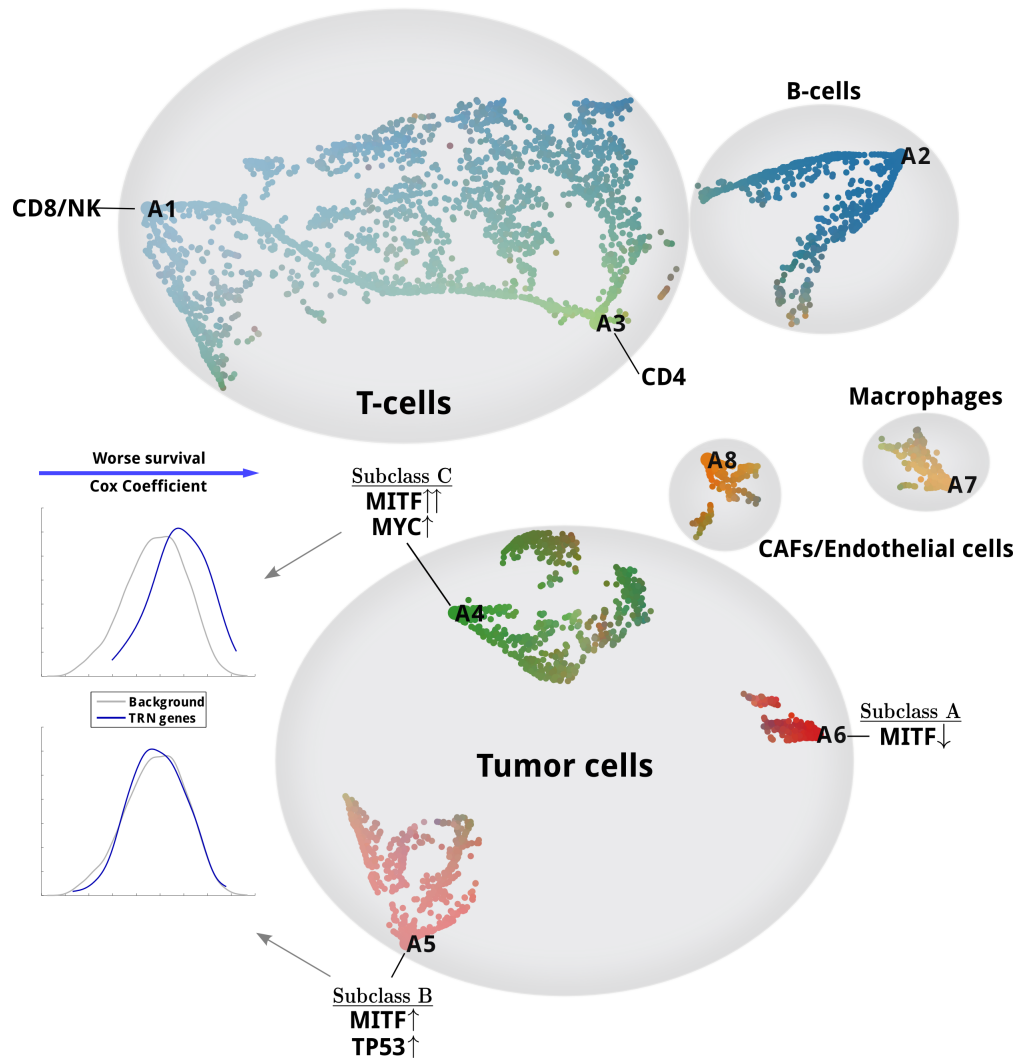 B-cells
A2
CD8/NK
A1
A3
CD4
T-cells
Macrophages
A7
A8
CAFs/Endothelial cells
Worse survival
Cox Coefficient
Subclass C
MITF↑↑
MYC↑
A4
Background
TRN genes
Subclass A
MITF↓
A6
Tumor cells
A5
Subclass B
MITF↑
TP53↑